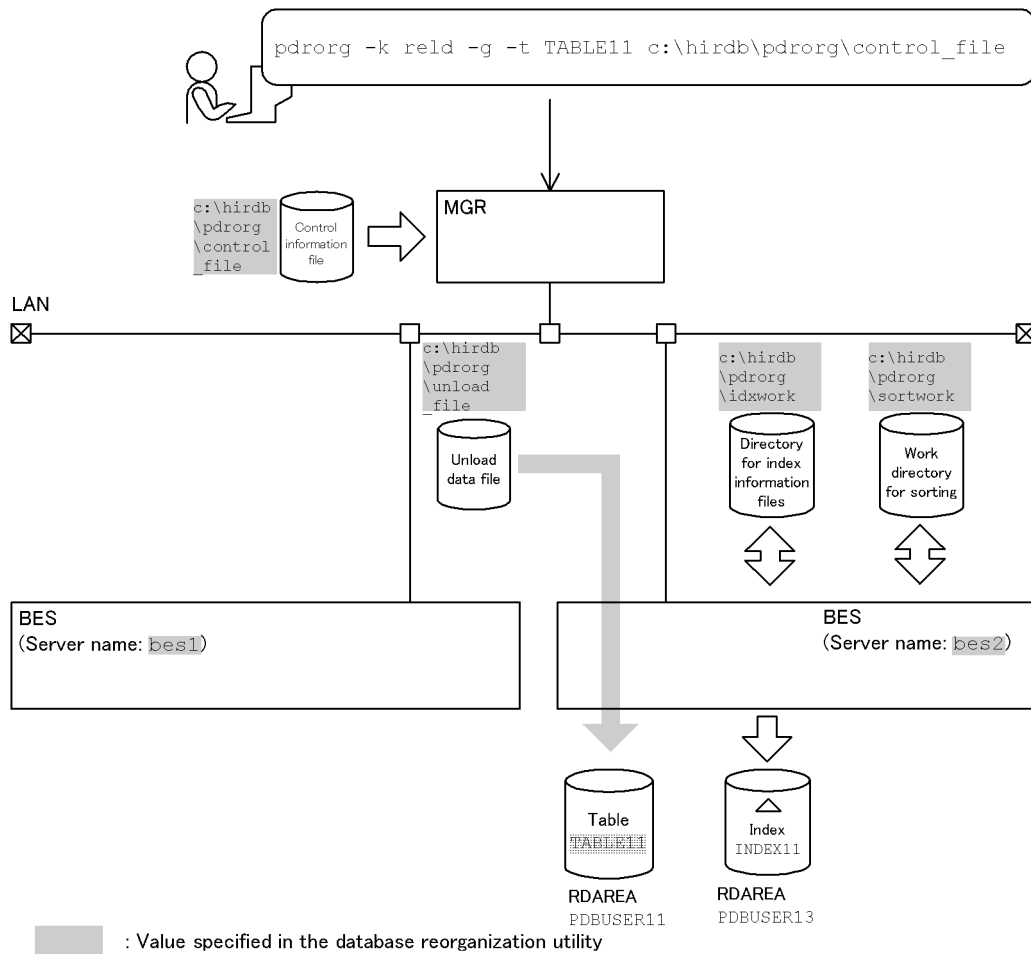 pdrorg -k reld -g -t TABLE11 c:\hirdb\pdrorg\control_file
c:\hirdb
\pdrorg
\control
_file
Control
information
file
MGR
LAN
c:\hirdb
\pdrorg
\unload
_file
Unload
data file
c:\hirdb
\pdrorg
\idxwork
Directory
for index
information
files
c:\hirdb
\pdrorg
\sortwork
Work
directory
for sorting
BES
(Server name: bes1)
BES
(Server name: bes2)
Table
TABLE11
RDAREA
PDBUSER11
Index
INDEX11
RDAREA
PDBUSER13
: Value specified in the database reorganization utility